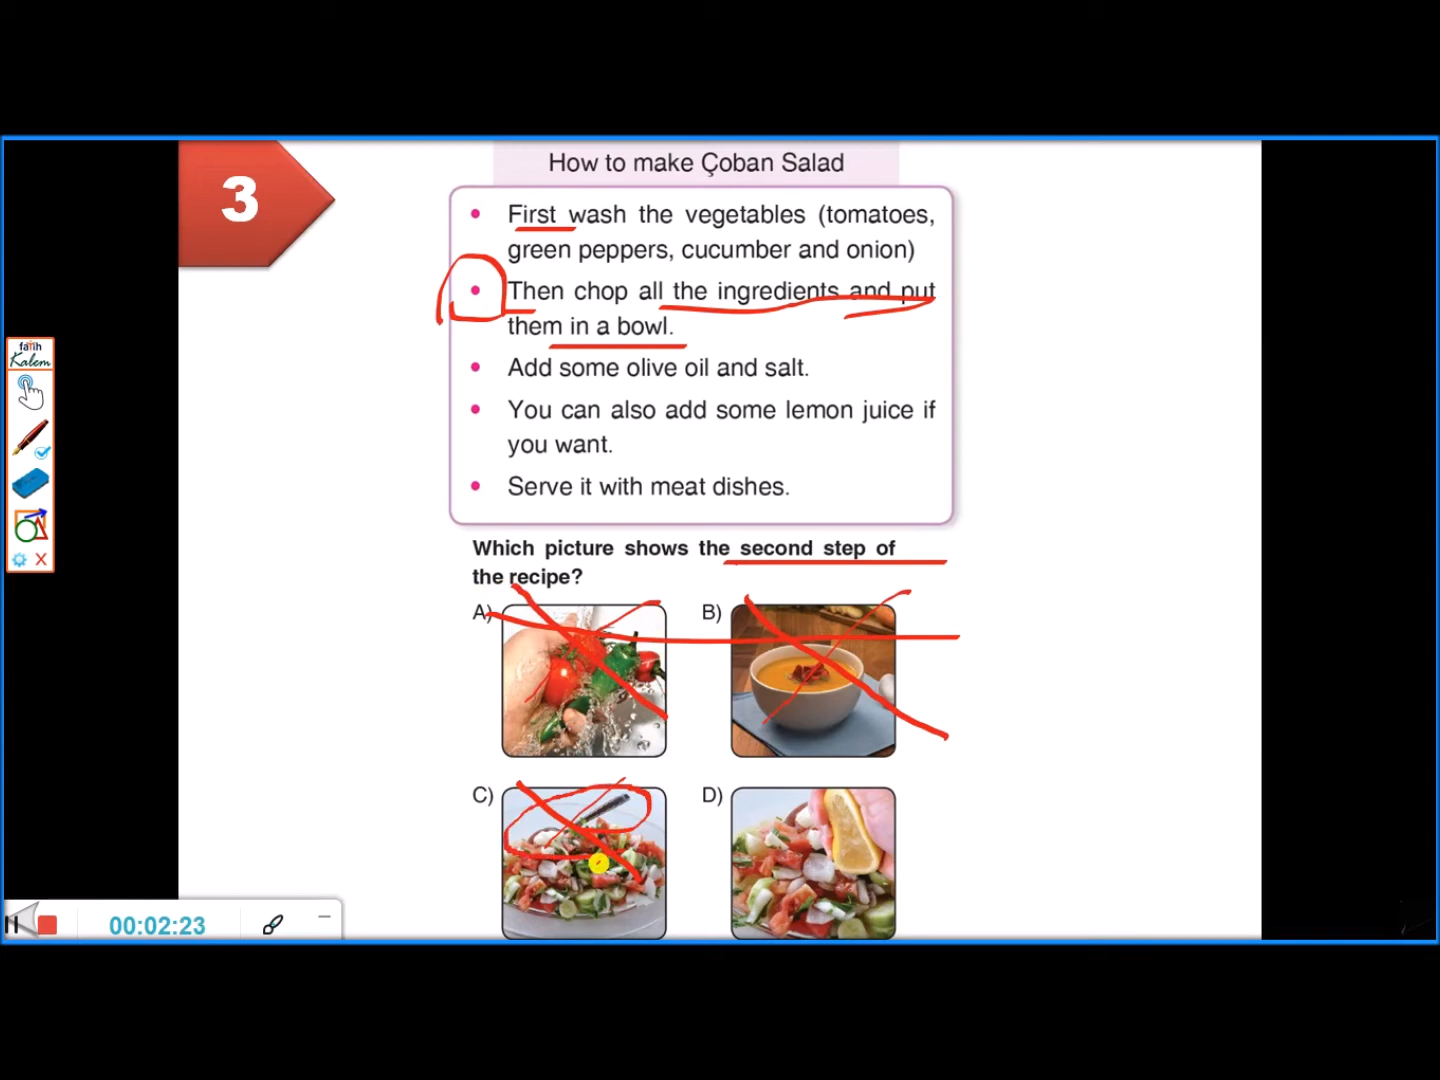 3
How to make Çoban Salad
• First wash the vegetables (tomatoes,
green peppers, cucumber and onion)
• Then chop all the ingredients and put
them in a bowl.
• Add some olive oil and salt.
• You can also add some lemon juice if
you want.
• Serve it with meat dishes.
Which picture shows the second step of
the recipe?
A)
B)
C)
D)
fatih
Kalem
X
00:02:23